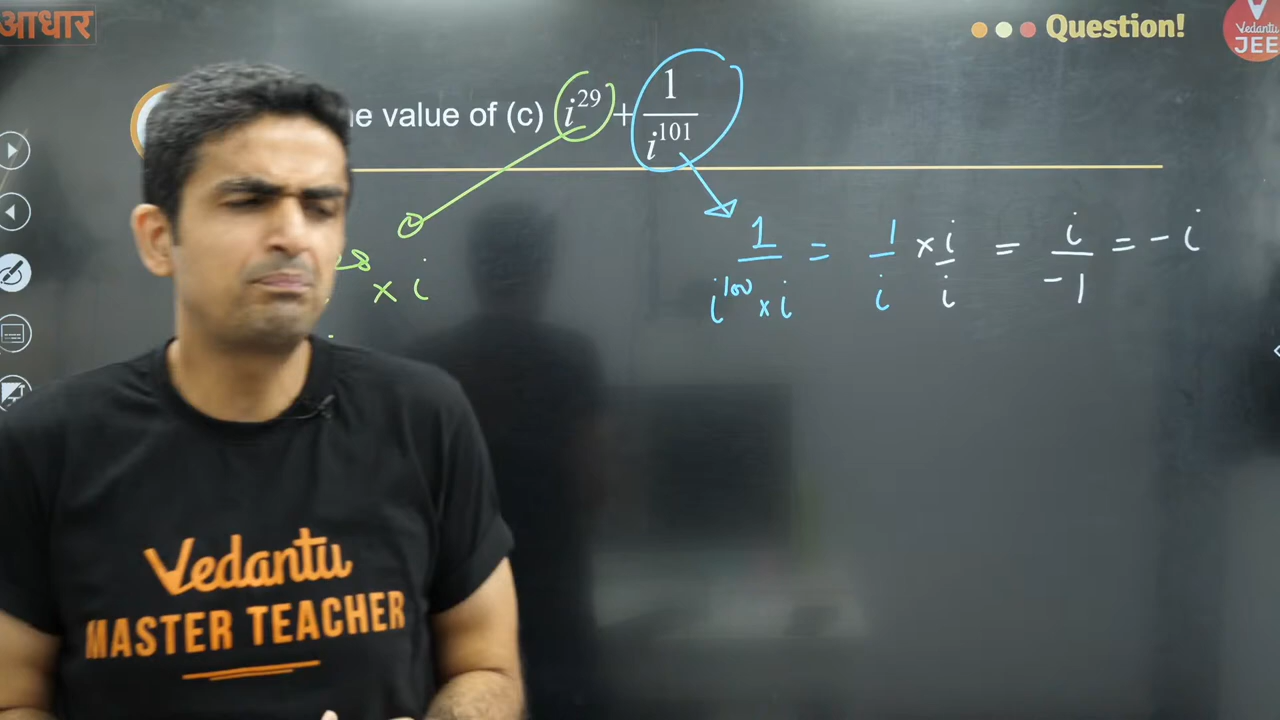 आधार
Question!
Vedantu
JEE
e value of (c) i^29 + 1/i^101
× i
1/(i^100 × i) = 1/i × i/i = i/-1 = -i
Vedantu
MASTER TEACHER